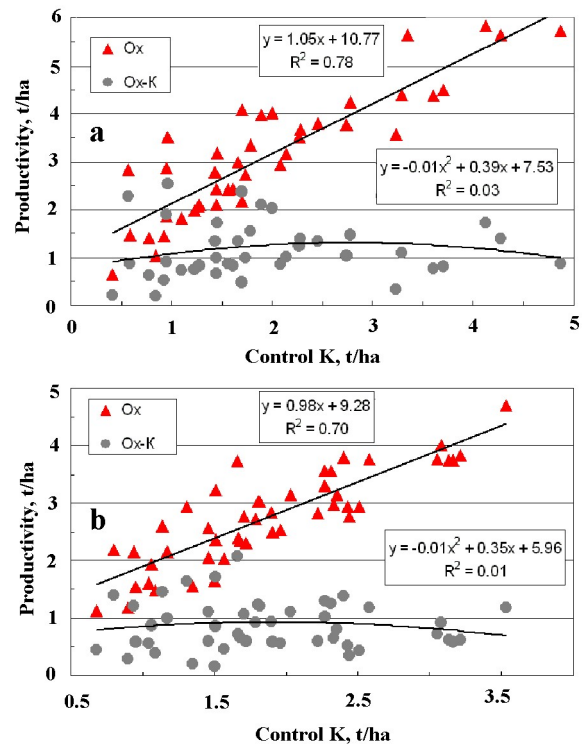 6
5
4
3
2
1
0
Productivity, t/ha
a
Ox
Ox-K
y = 1.05x + 10.77
R² = 0.78
y = -0.01x² + 0.39x + 7.53
R² = 0.03
0 1 2 3 4 5
Control K, t/ha
5
4
3
2
1
0
Productivity, t/ha
b
Ox
Ox-K
y = 0.98x + 9.28
R² = 0.70
y = -0.01x² + 0.35x + 5.96
R² = 0.01
0.5 1.5 2.5 3.5
Control K, t/ha